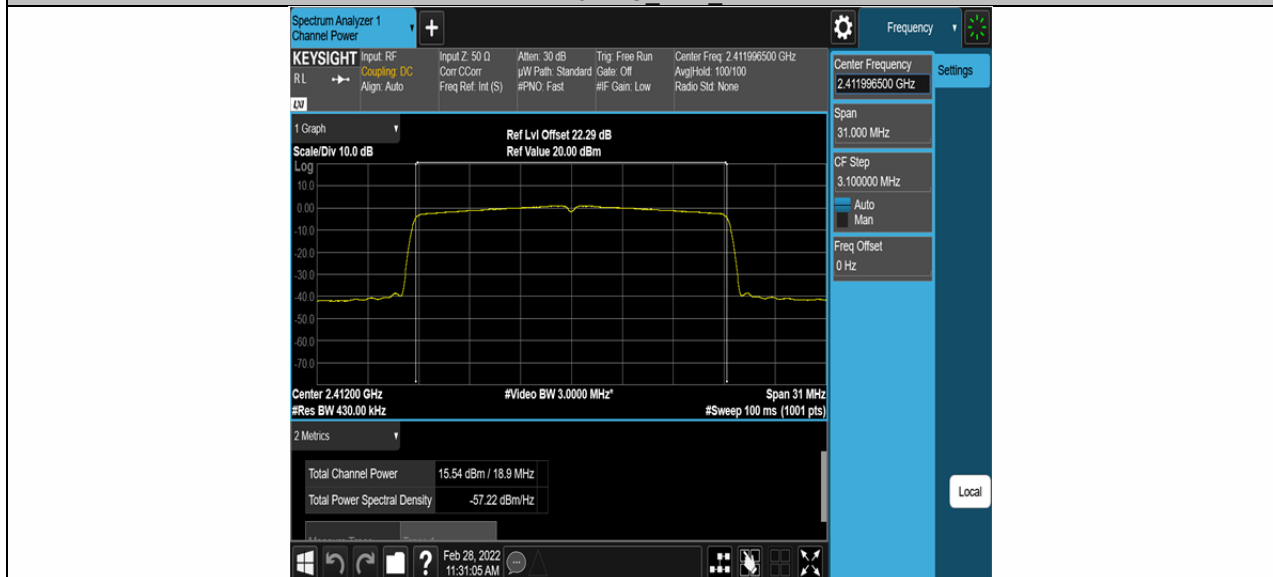 Spectrum Analyzer 1
Channel Power
+
Frequency
KEYSIGHT
RL
LXI
Input: RF
Coupling: DC
Align: Auto
Input Z: 50 Ω
Corr CCorr
Freq Ref: Int (S)
Atten: 30 dB
µW Path: Standard
#PNO: Fast
Trig: Free Run
Gate: Off
#IF Gain: Low
Center Freq: 2.411996500 GHz
Avg|Hold: 100/100
Radio Std: None
Center Frequency
2.411996500 GHz
Settings
Span
31.000 MHz
CF Step
3.100000 MHz
Auto
Man
Freq Offset
0 Hz
1 Graph
Scale/Div 10.0 dB
Ref Lvl Offset 22.29 dB
Ref Value 20.00 dBm
Log
10.0
0.00
-10.0
-20.0
-30.0
-40.0
-50.0
-60.0
-70.0
Center 2.41200 GHz
#Res BW 430.00 kHz
#Video BW 3.0000 MHz*
Span 31 MHz
#Sweep 100 ms (1001 pts)
2 Metrics
Total Channel Power 15.54 dBm / 18.9 MHz
Total Power Spectral Density -57.22 dBm/Hz
Local
?
Feb 28, 2022
11:31:05 AM